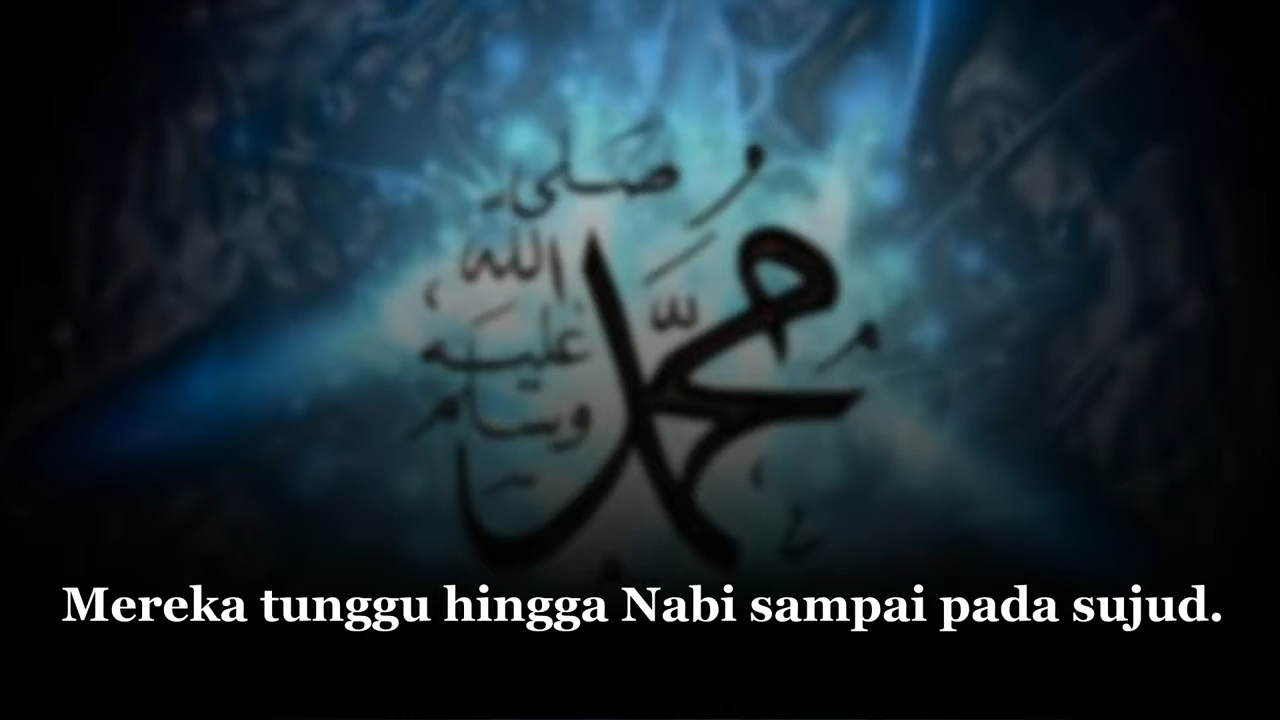 محمد
صلى
الله
عليه
وسلم
Mereka tunggu hingga Nabi sampai pada sujud.